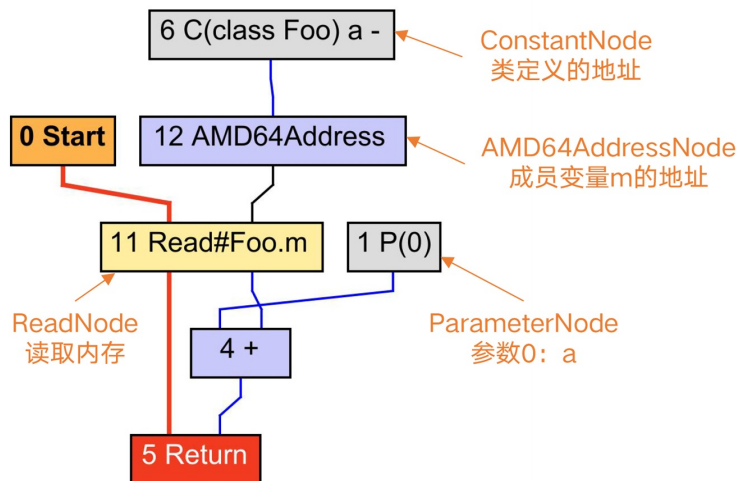 6 C(class Foo) a -
ConstantNode
类定义的地址
0 Start
12 AMD64Address
AMD64AddressNode
成员变量m的地址
11 Read#Foo.m
1 P(0)
ReadNode
读取内存
ParameterNode
参数0：a
4 +
5 Return